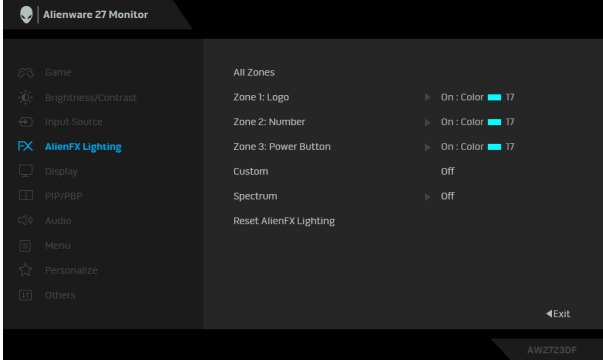 Alienware 27 Monitor
Game
Brightness/Contrast
Input Source
FX AlienFX Lighting
Display
PIP/PBP
Audio
Menu
Personalize
Others
All Zones
Zone 1: Logo On : Color 17
Zone 2: Number On : Color 17
Zone 3: Power Button On : Color 17
Custom Off
Spectrum Off
Reset AlienFX Lighting
Exit
AW2723DF